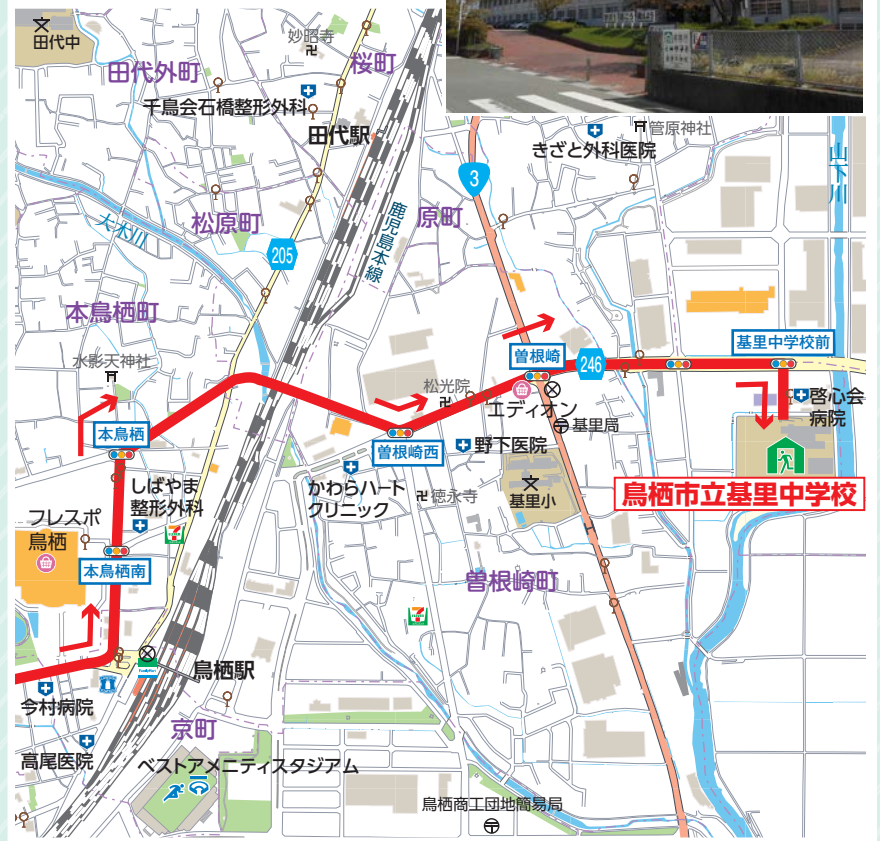 田代中
妙昭寺
桜町
田代外町
千鳥会石橋整形外科
田代駅
管原神社
きざと外科医院
山下川
3
原町
鹿児島本線
松原町
大木川
205
本鳥栖町
水影天神社
曽根崎
246
基里中学校前
松光院
エディオン
啓心会
病院
本鳥栖
基里局
曽根崎西
野下医院
しばやま
整形外科
かわらハート
クリニック
徳永寺
基里小
鳥栖市立基里中学校
フレスポ
鳥栖
本鳥栖南
曽根崎町
FamilyMart
鳥栖駅
今村病院
京町
高尾医院
ベストアメニティスタジアム
鳥栖商工団地簡易局